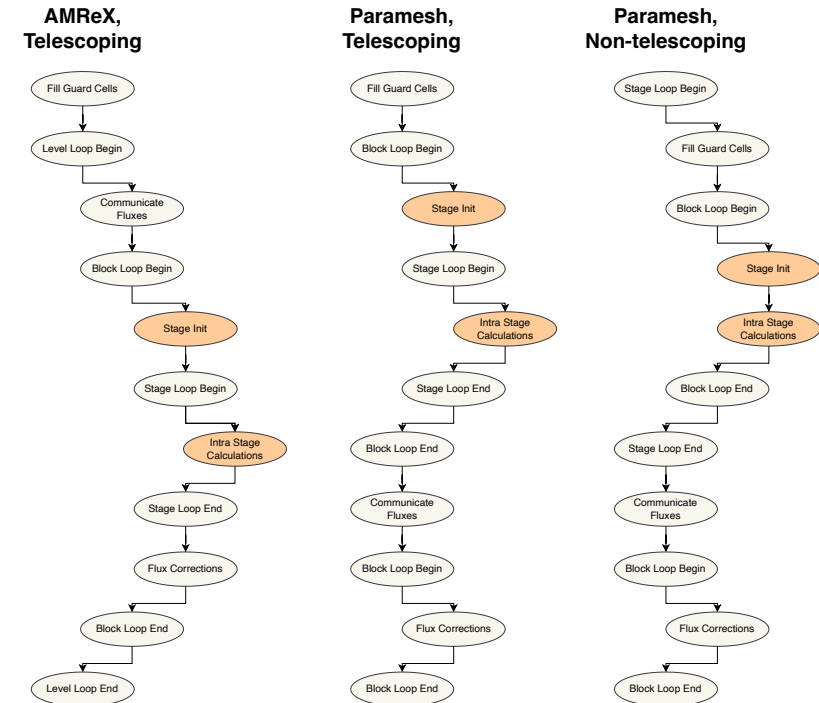 AMReX,
Telescoping
Fill Guard Cells
Level Loop Begin
Communicate
Fluxes
Block Loop Begin
Stage Init
Stage Loop Begin
Intra Stage
Calculations
Stage Loop End
Flux Corrections
Block Loop End
Level Loop End
Paramesh,
Telescoping
Fill Guard Cells
Block Loop Begin
Stage Init
Stage Loop Begin
Intra Stage
Calculations
Stage Loop End
Block Loop End
Communicate
Fluxes
Block Loop Begin
Flux Corrections
Block Loop End
Paramesh,
Non-telescoping
Stage Loop Begin
Fill Guard Cells
Block Loop Begin
Stage Init
Intra Stage
Calculations
Block Loop End
Stage Loop End
Communicate
Fluxes
Block Loop Begin
Flux Corrections
Block Loop End